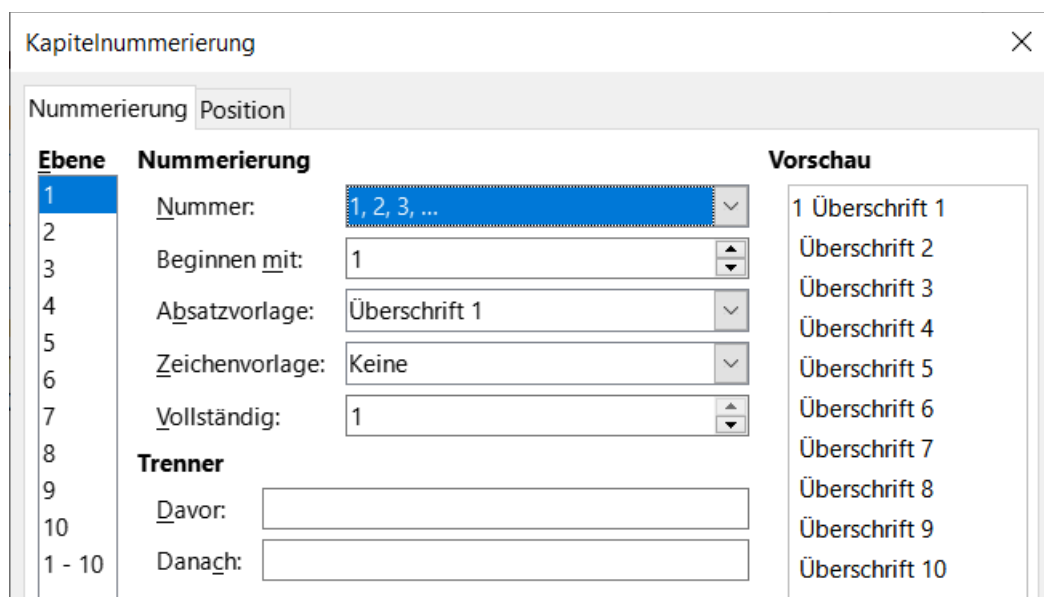 Kapitelnummerierung
Nummerierung Position
Ebene
1
2
3
4
5
6
7
8
9
10
1 - 10
Nummerierung
Nummer: 1, 2, 3, ...
Beginnen mit: 1
Absatzvorlage: Überschrift 1
Zeichenvorlage: Keine
Vollständig: 1
Trenner
Davor:
Danach:
Vorschau
1 Überschrift 1
Überschrift 2
Überschrift 3
Überschrift 4
Überschrift 5
Überschrift 6
Überschrift 7
Überschrift 8
Überschrift 9
Überschrift 10